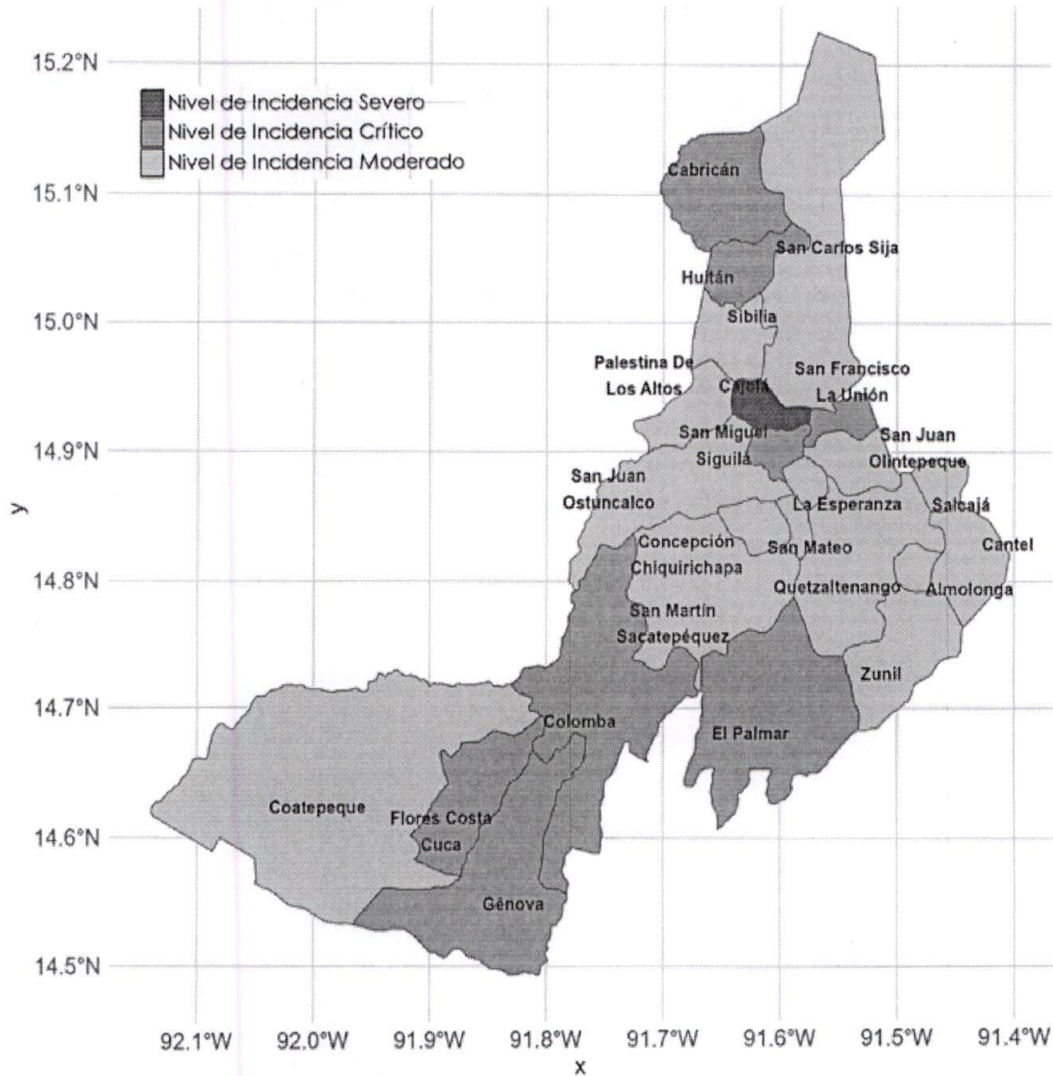 15.2°N
Nivel de Incidencia Severo
Nivel de Incidencia Crítico
Nivel de Incidencia Moderado
Cabricán
15.1°N
San Carlos Sija
Huitán
15.0°N
Sibilia
Palestina De
Los Altos
San Francisco
La Unión
Cajolá
San Miguel
Siguilá
San Juan
Olintepeque
14.9°N
San Juan
Ostuncalco
La Esperanza
Salcajá
y
Concepción
Chiquirichapa
San Mateo
Cantel
14.8°N
Quetzaltenango
Almolonga
San Martín
Sacatepéquez
Zunil
14.7°N
Colomba
El Palmar
Coatepeque
14.6°N
Flores Costa
Cuca
Génova
14.5°N
92.1°W
92.0°W
91.9°W
91.8°W
91.7°W
91.6°W
91.5°W
91.4°W
x